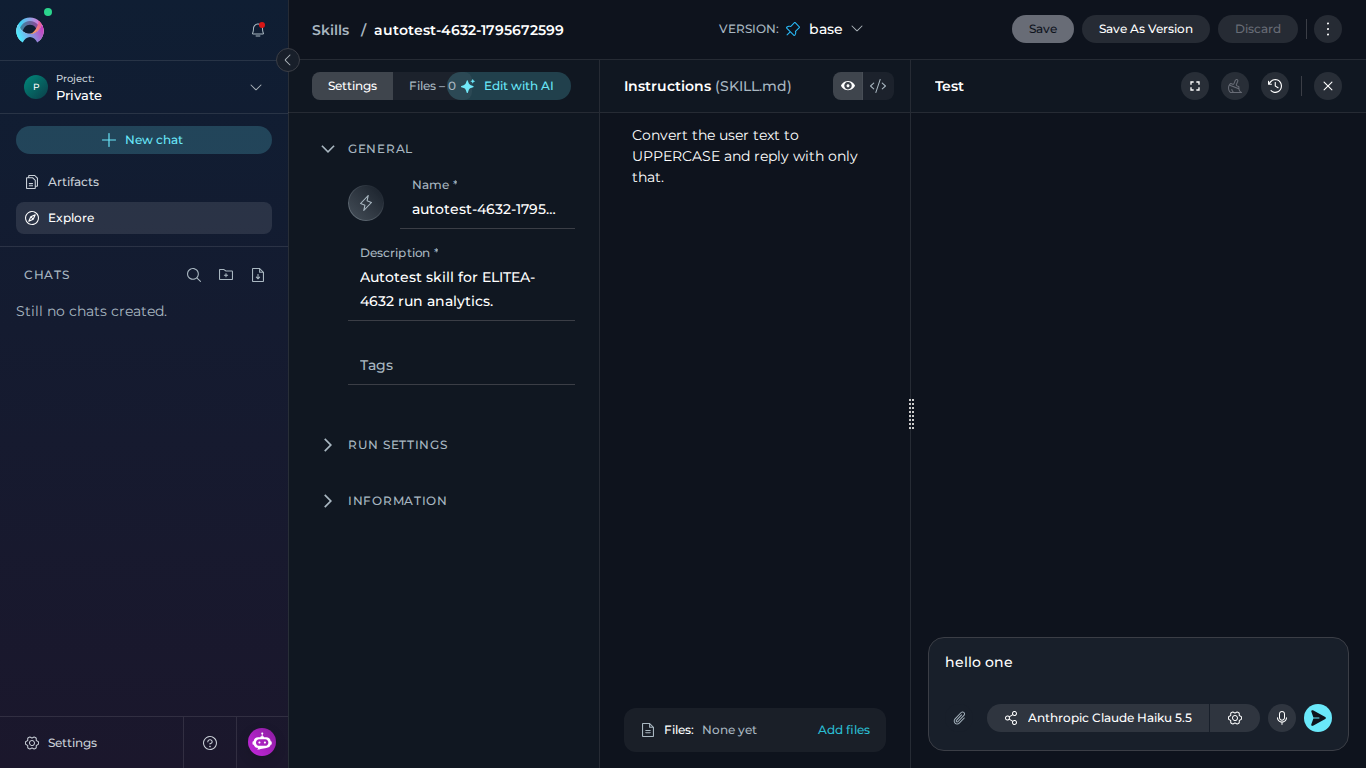 Skills / autotest-4632-1795672599
VERSION: base
Save
Save As Version
Discard
P
Project:
Private
New chat
Artifacts
Explore
CHATS
Still no chats created.
Settings
Settings
Files – 0
Edit with AI
GENERAL
Name *
autotest-4632-1795...
Description *
Autotest skill for ELITEA-
4632 run analytics.
Tags
RUN SETTINGS
INFORMATION
Instructions (SKILL.md)
Convert the user text to
UPPERCASE and reply with only
that.
Files: None yet
Add files
Test
hello one
Anthropic Claude Haiku 5.5